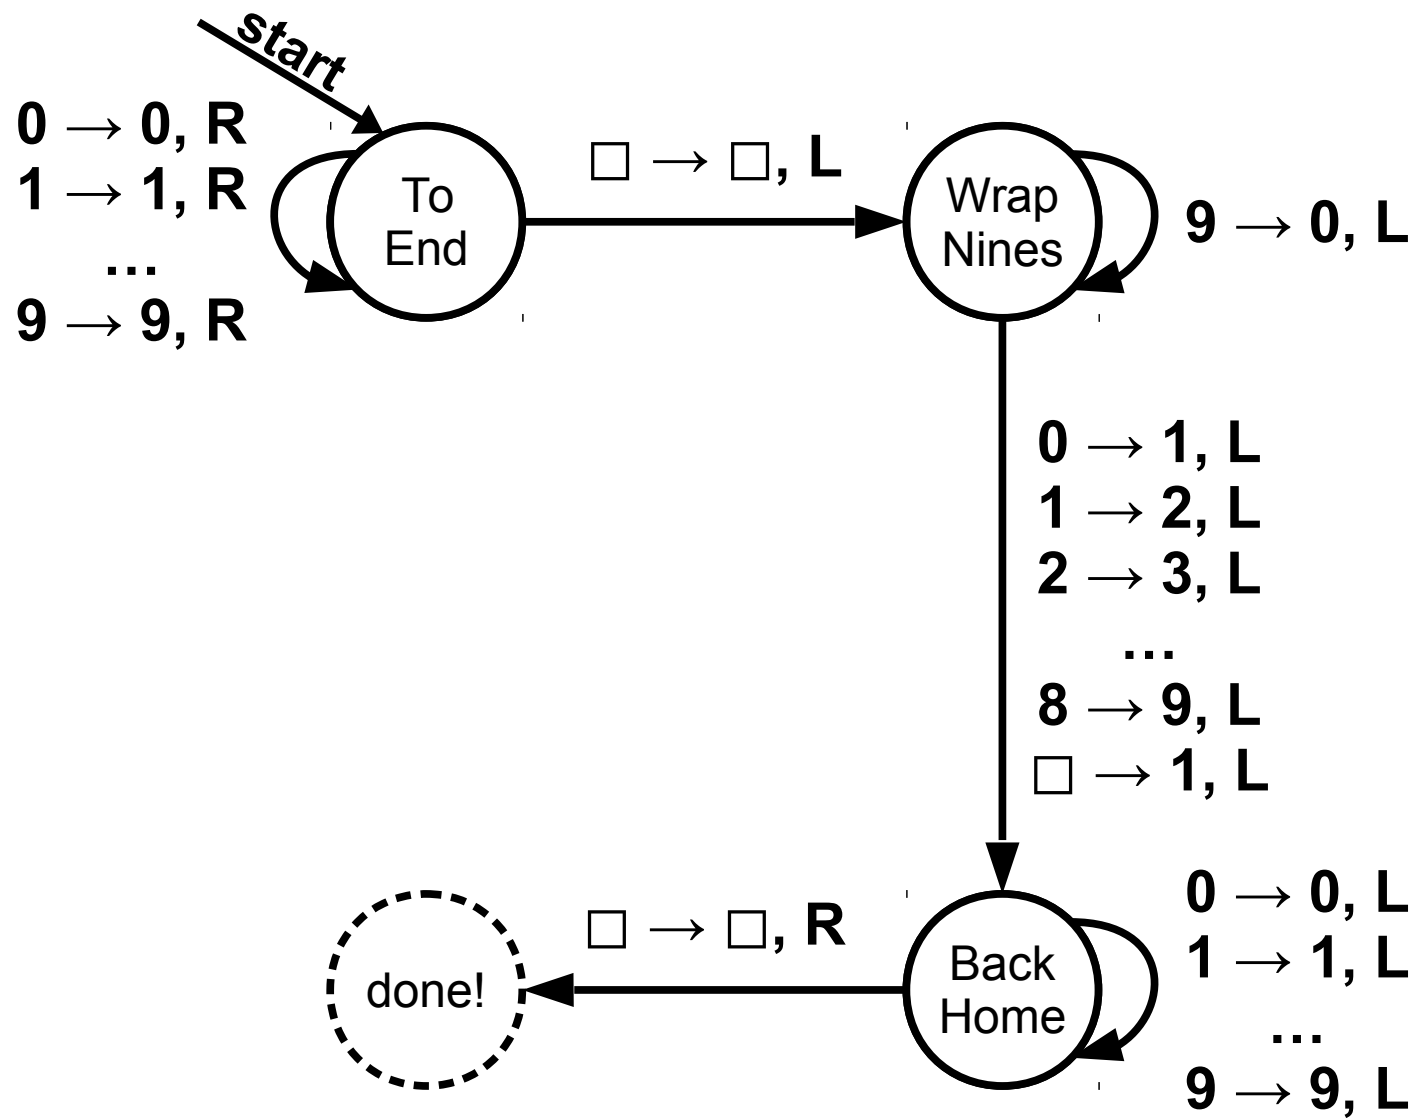 start
0 → 0, R
1 → 1, R
...
9 → 9, R
To
End
□ → □, L
Wrap
Nines
9 → 0, L
0 → 1, L
1 → 2, L
2 → 3, L
...
8 → 9, L
□ → 1, L
done!
□ → □, R
Back
Home
0 → 0, L
1 → 1, L
...
9 → 9, L